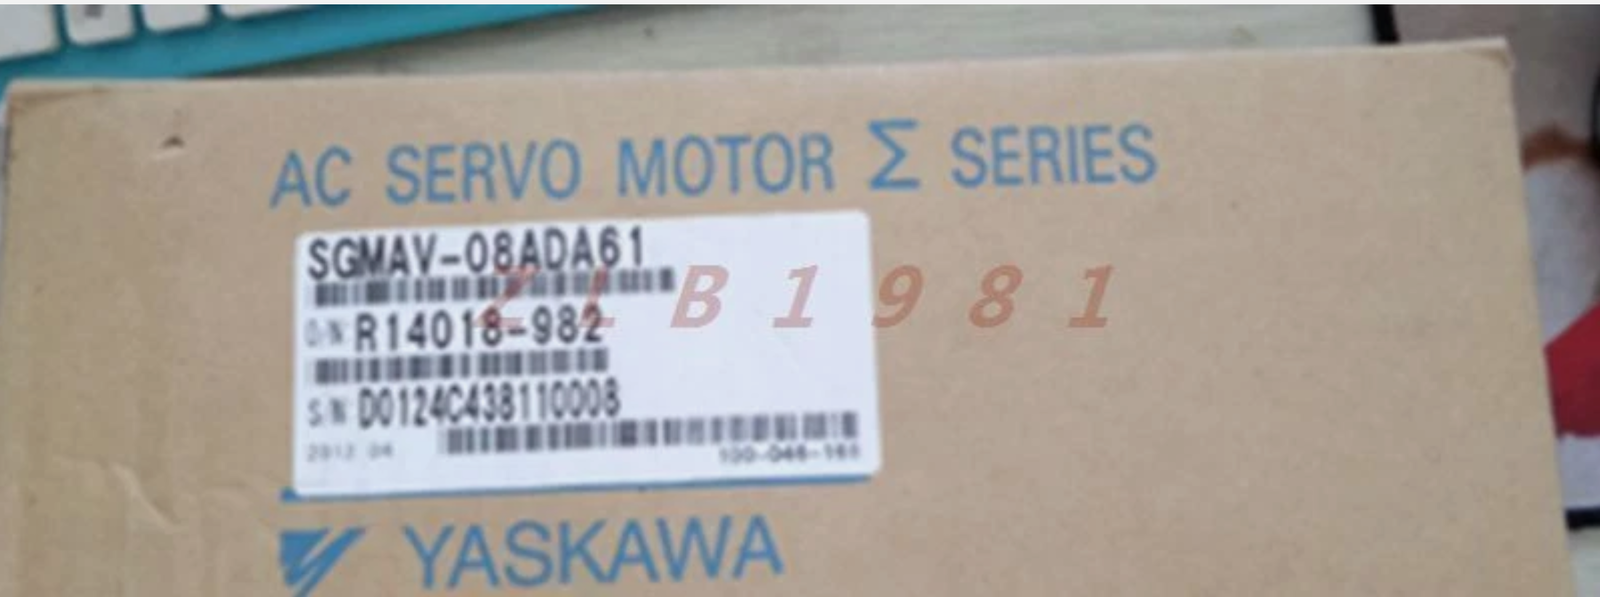 AC SERVO MOTOR Σ SERIES
SGMAV-08ADA61
ZLB1981
O/N R14018-982
S/N D0124C438110008
2012 04
YASKAWA